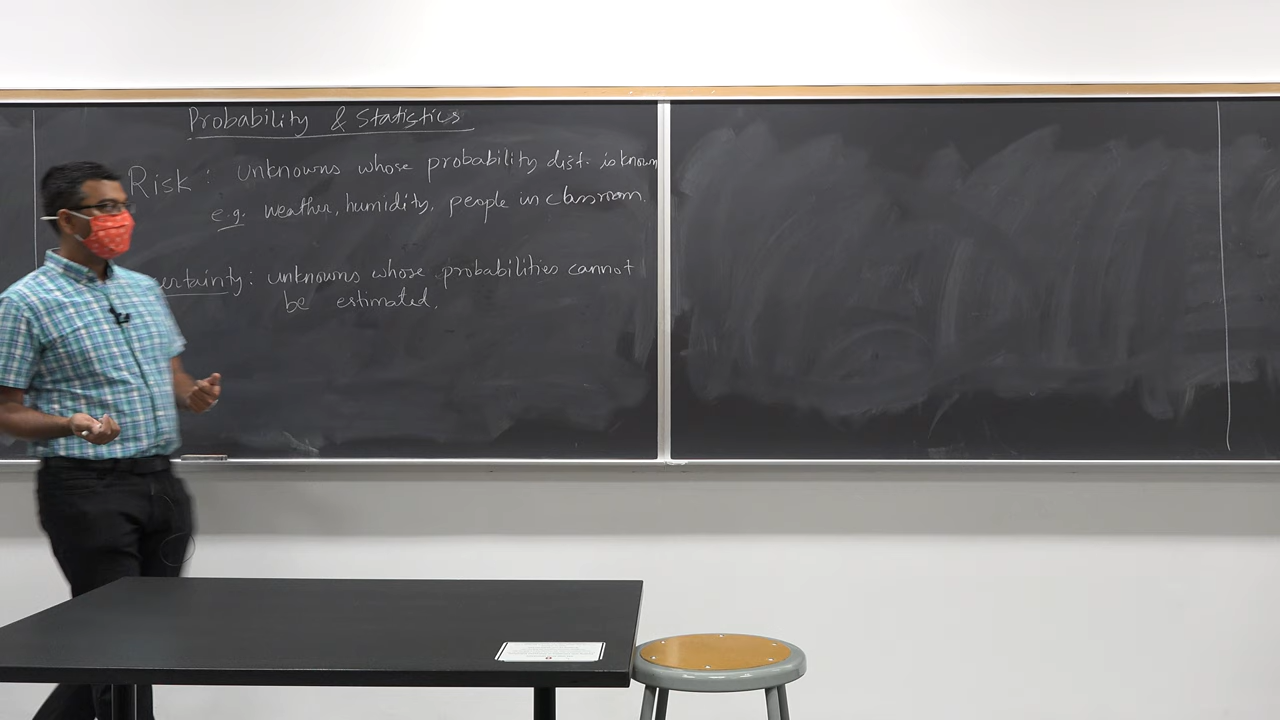 Probability & Statistics
Risk : Unknowns whose probability dist. is known
e.g. weather, humidity, people in classroom.
ertainty : unknowns whose probabilities cannot
be estimated.